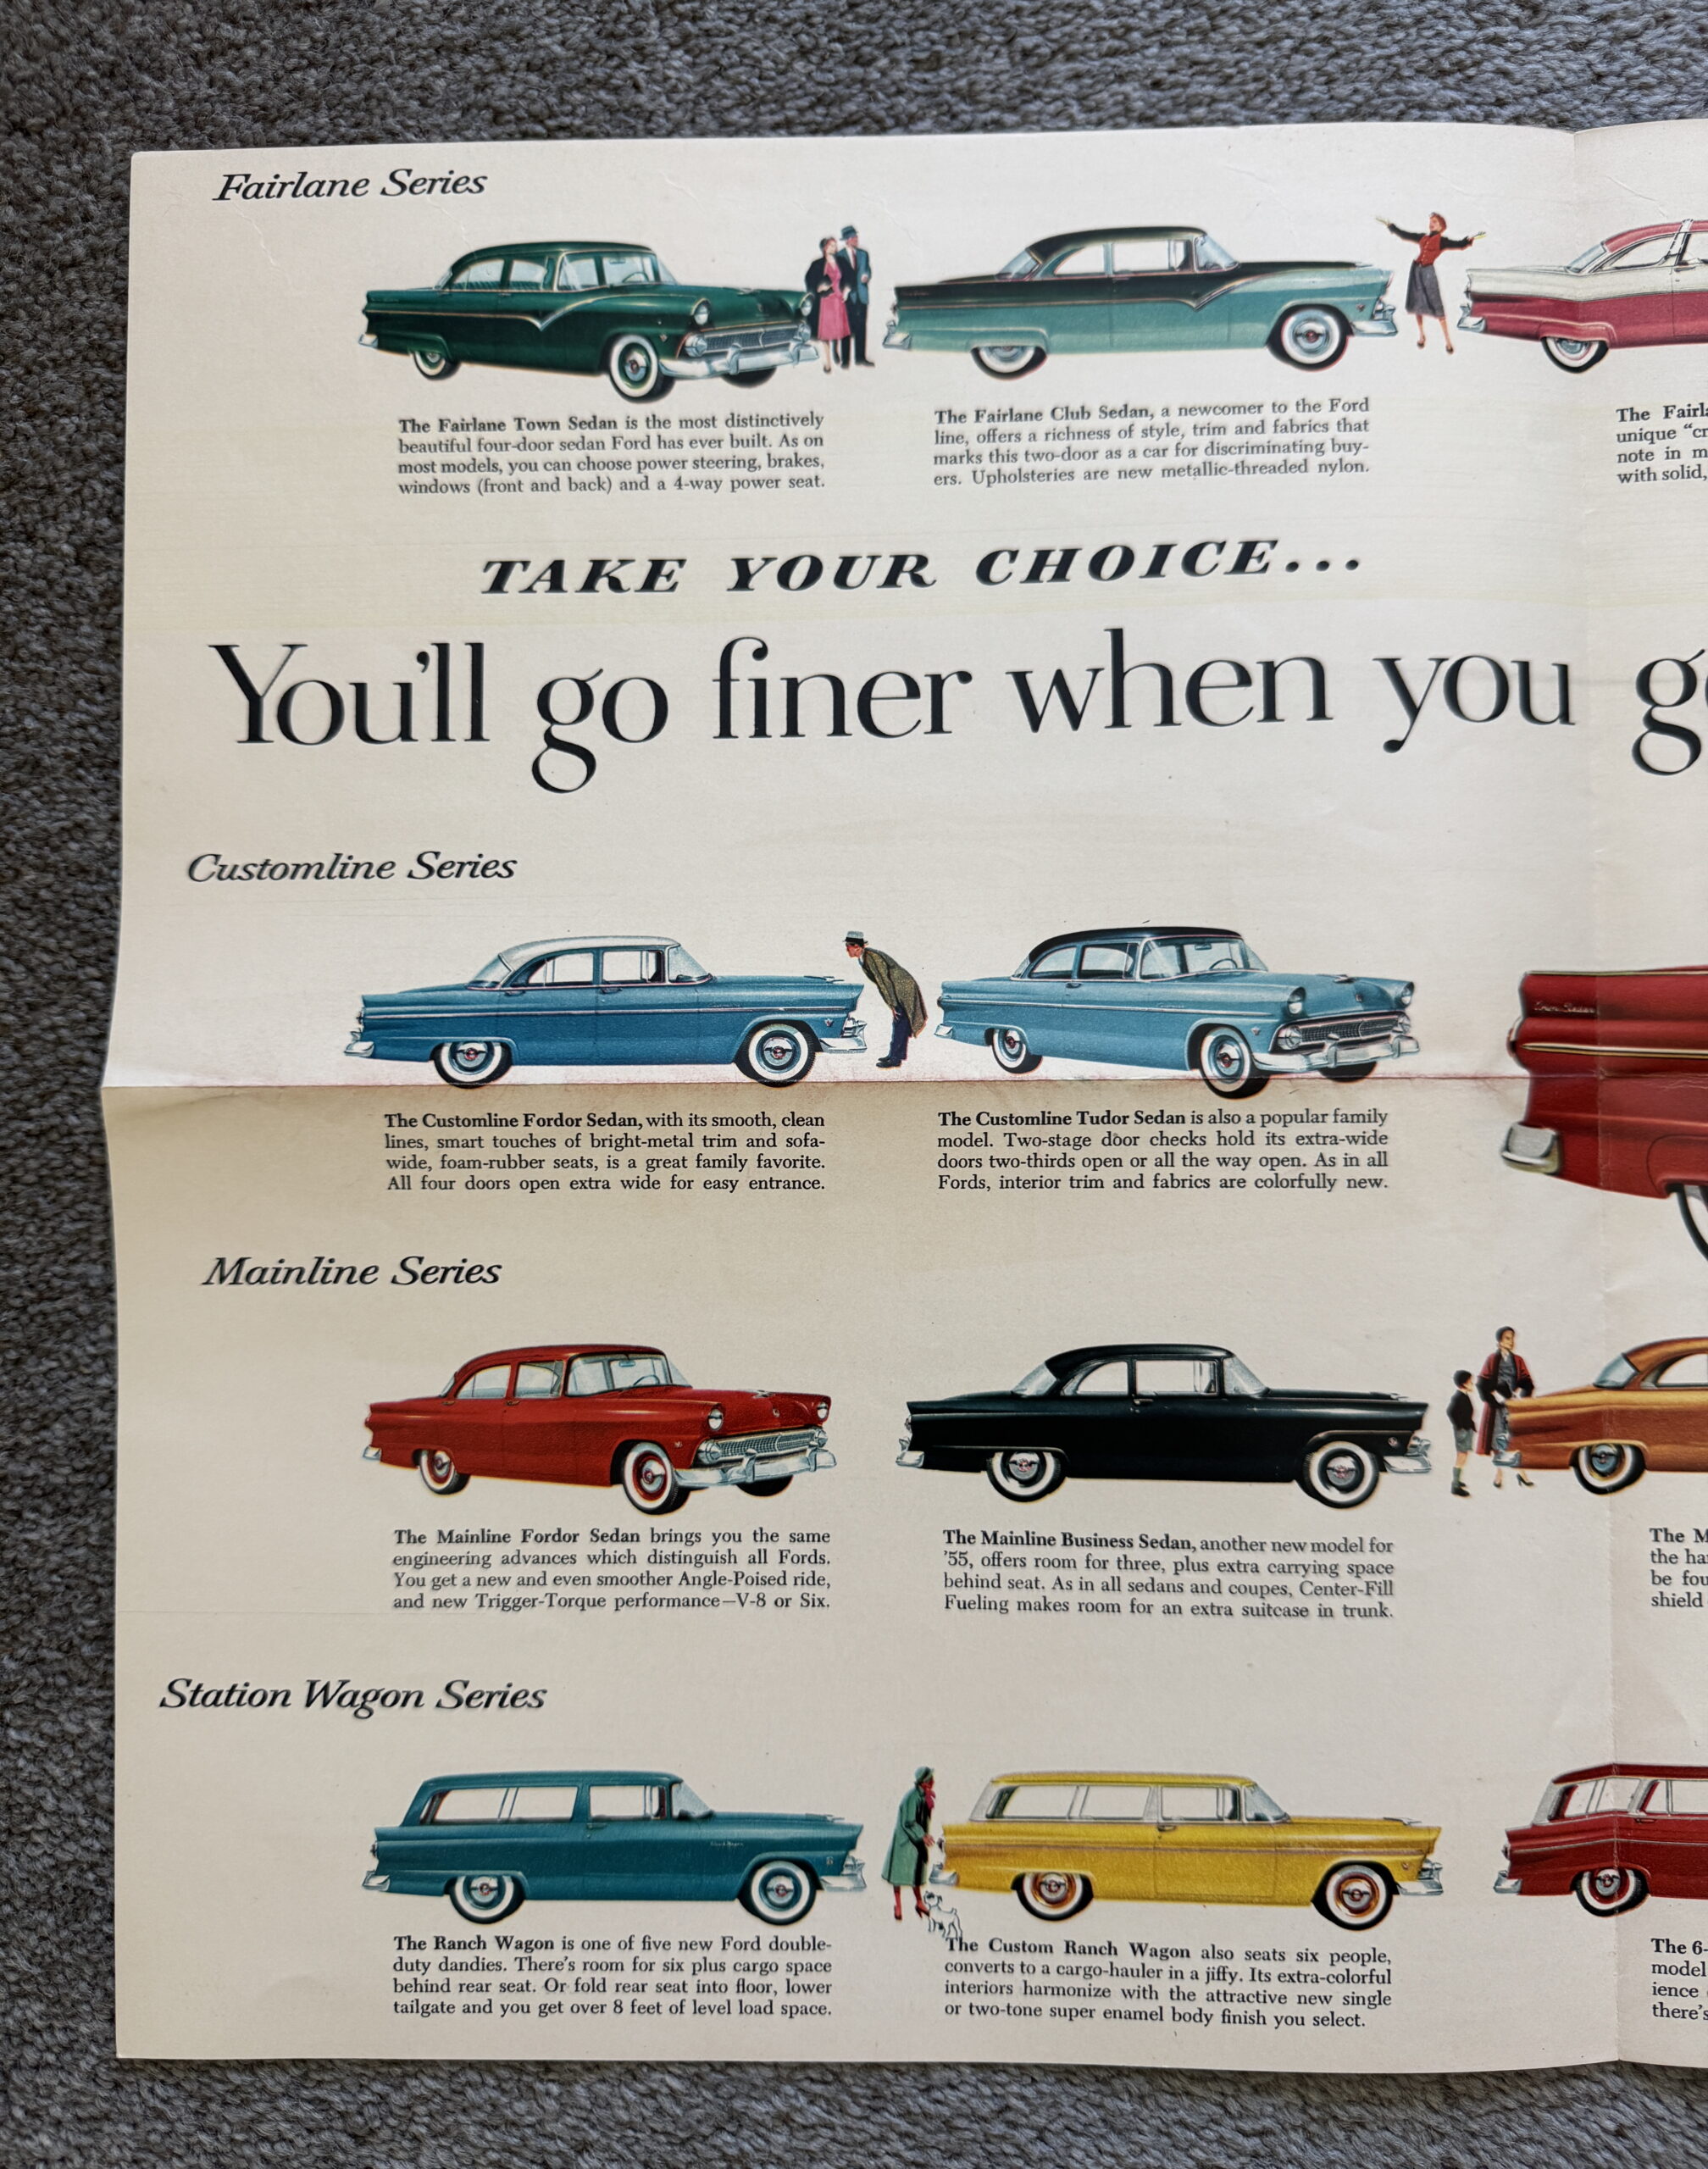 Fairlane Series
The Fairlane Town Sedan is the most distinctively
beautiful four-door sedan Ford has ever built. As on
most models, you can choose power steering, brakes,
windows (front and back) and a 4-way power seat.
The Fairlane Club Sedan, a newcomer to the Ford
line, offers a richness of style, trim and fabrics that
marks this two-door as a car for discriminating buy-
ers. Upholsteries are new metallic-threaded nylon.
The
unique
note in
with solid,
TAKE YOUR CHOICE...
You'll go finer when you
Customline Series
The Customline Fordor Sedan, with its smooth, clean
lines, smart touches of bright-metal trim and sofa-
wide, foam-rubber seats, is a great family favorite.
All four doors open extra wide for easy entrance.
The Customline Tudor Sedan is also a popular family
model. Two-stage door checks hold its extra-wide
doors two-thirds open or all the way open. As in all
Fords, interior trim and fabrics are colorfully new.
Mainline Series
The Mainline Fordor Sedan brings you the same
engineering advances which distinguish all Fords.
You get a new and even smoother Angle-Poised ride,
and new Trigger-Torque performance—V-8 or Six.
The Mainline Business Sedan, another new model for
'55, offers room for three, plus extra carrying space
behind seat. As in all sedans and coupes, Center-Fill
Fueling makes room for an extra suitcase in trunk.
The
the
be
shield
Station Wagon Series
The Ranch Wagon is one of five new Ford double-
duty dandies. There's room for six plus cargo space
behind rear seat. Or fold rear seat into floor, lower
tailgate and you get over 8 feet of level load space.
The Custom Ranch Wagon also seats six people,
converts to a cargo-hauler in a jiffy. Its extra-colorful
interiors harmonize with the attractive new single
or two-tone super enamel body finish you select.
The 6-
model
ience
there's